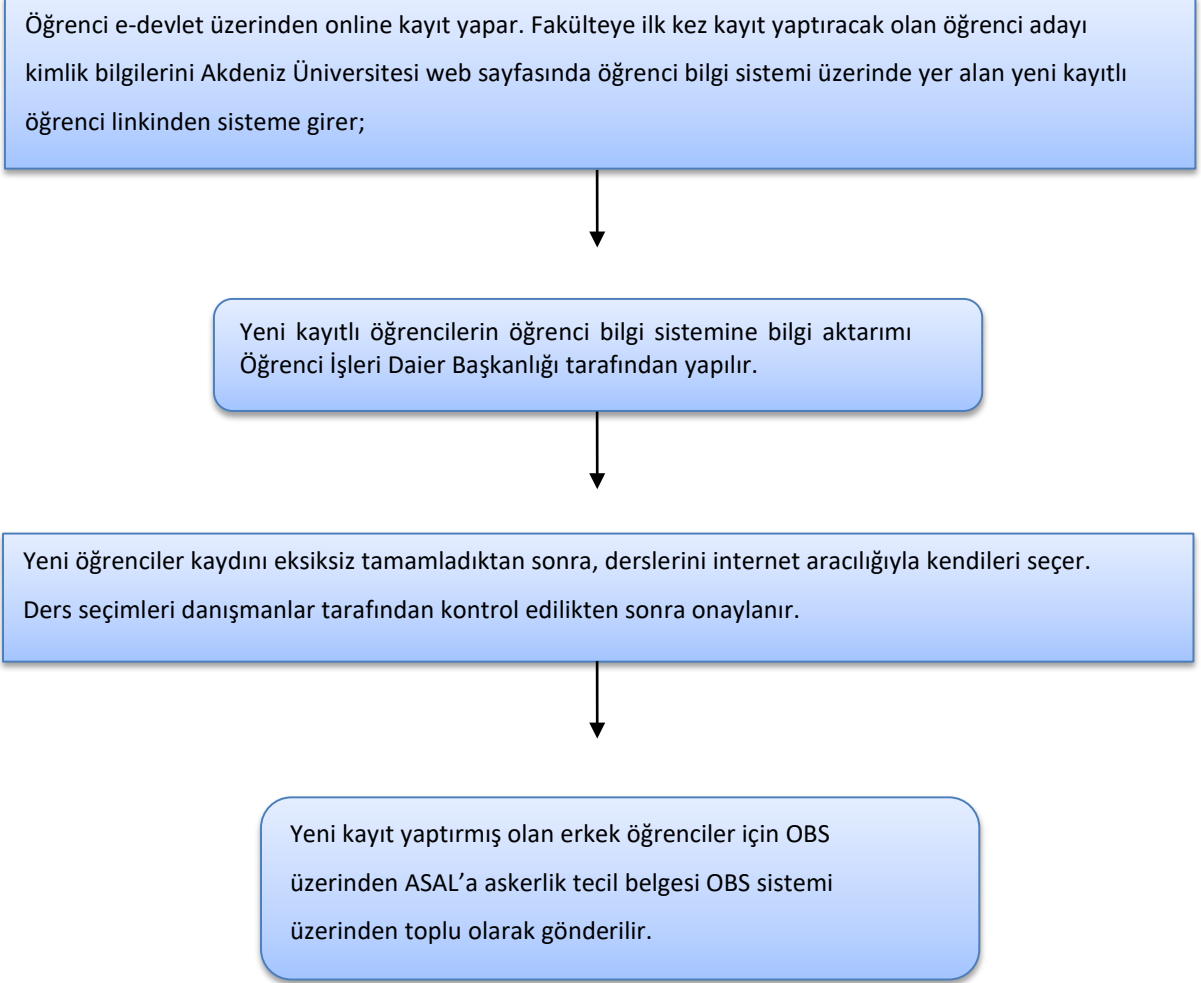 Öğrenci e-devlet üzerinden online kayıt yapar. Fakülteye ilk kez kayıt yaptıracak olan öğrenci adayı
kimlik bilgilerini Akdeniz Üniversitesi web sayfasında öğrenci bilgi sistemi üzerinde yer alan yeni kayıtlı
öğrenci linkinden sisteme girer;
Yeni kayıtlı öğrencilerin öğrenci bilgi sistemine bilgi aktarımı
Öğrenci İşleri Daier Başkanlığı tarafından yapılır.
Yeni öğrenciler kaydını eksiksiz tamamladıktan sonra, derslerini internet aracılığıyla kendileri seçer.
Ders seçimleri danışmanlar tarafından kontrol edilikten sonra onaylanır.
Yeni kayıt yaptırmış olan erkek öğrenciler için OBS
üzerinden ASAL’a askerlik tecil belgesi OBS sistemi
üzerinden toplu olarak gönderilir.